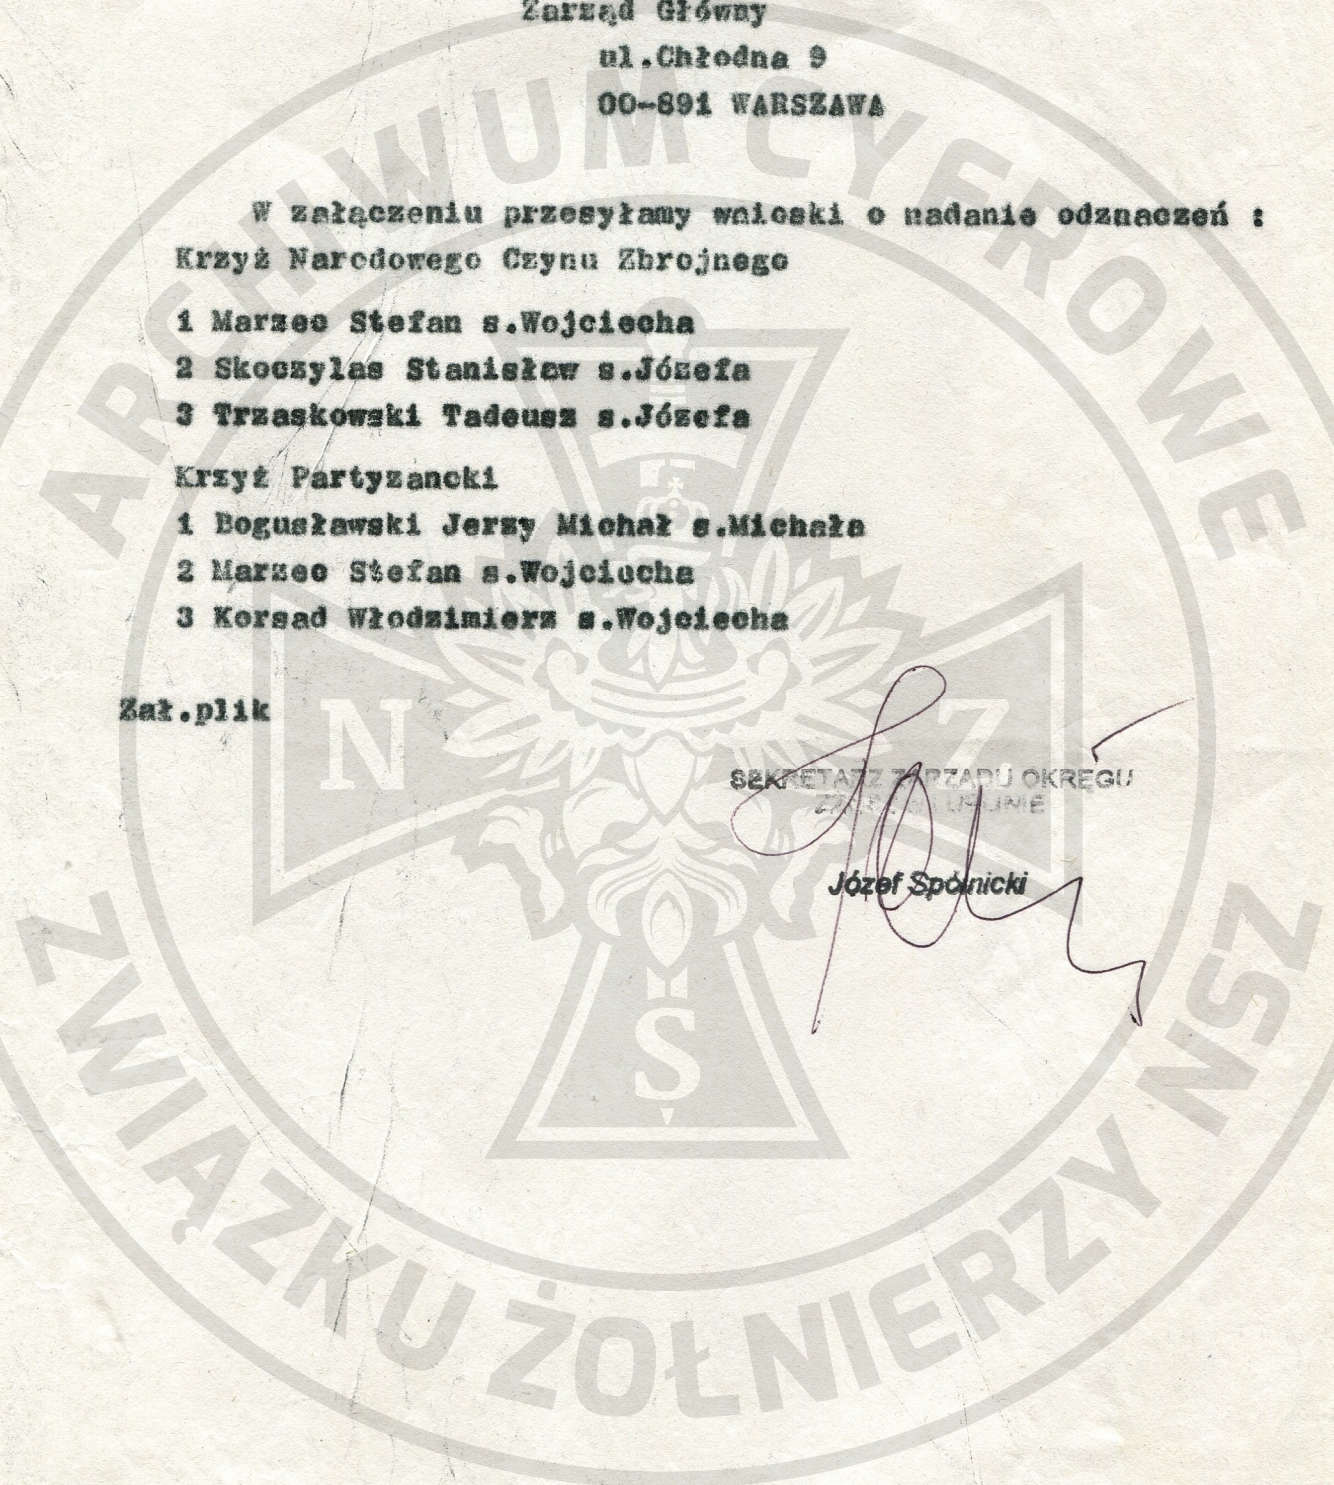 Zarząd Główny
ul.Chłodna 9
00-891 WARSZAWA
W załączeniu przesyłamy wnioski o nadanie odznaczeń :
Krzyż Narodowego Czynu Zbrojnego
1 Marzec Stefan s.Wojciecha
2 Skoczylas Stanisław s.Józefa
3 Trzaskowski Tadeusz s.Józefa
Krzyż Partyzancki
1 Bogusławski Jerzy Michał s.Michała
2 Marzec Stefan s.Wojciecha
3 Korsad Włodzimierz s.Wojciecha
Zał.plik
SEKRETARZ ZARZĄDU OKRĘGU
Józef Spólnicki
ARCHIWUM CYFROWE
ZWIĄZKU ŻOŁNIERZY NSZ
N
Z
S